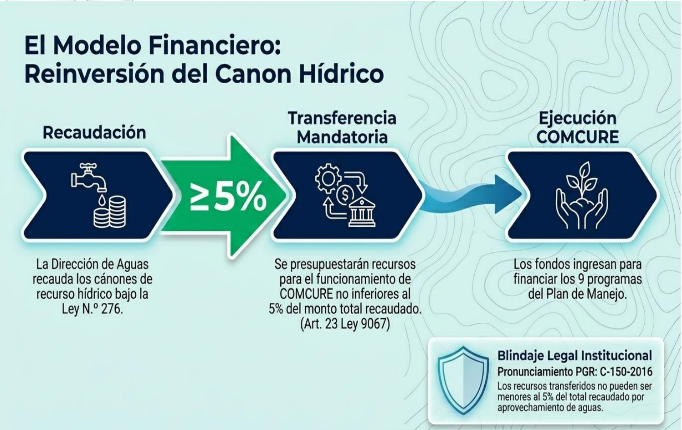 El Modelo Financiero:
Reinversión del Canon Hídrico
Recaudación
≥5%
La Dirección de Aguas
recauda los cánones de
recurso hídrico bajo la
Ley N.º 276.
Transferencia
Mandatoria
$
Se presupuestarán recursos
para el funcionamiento de
COMCURE no inferiores al
5% del monto total recaudado.
(Art. 23 Ley 9067)
Ejecución
COMCURE
Los fondos ingresan para
financiar los 9 programas
del Plan de Manejo.
Blindaje Legal Institucional
Pronunciamiento PGR: C-150-2016
Los recursos transferidos no pueden ser
menores al 5% del total recaudado por
aprovechamiento de aguas.